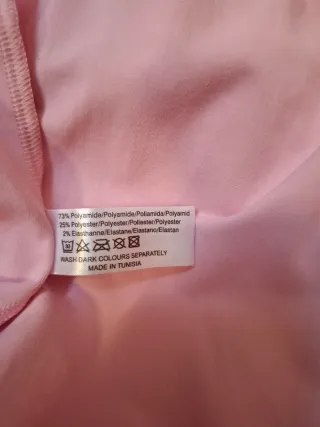 73% Polyamide/Polyamide/Poliamida/Polyamid
25% Polyester/Polyester/Poliester/Polyester
2% Elasthanne/Elastane/Elastano/Elastan
WASH DARK COLOURS SEPARATELY
MADE IN TUNISIA